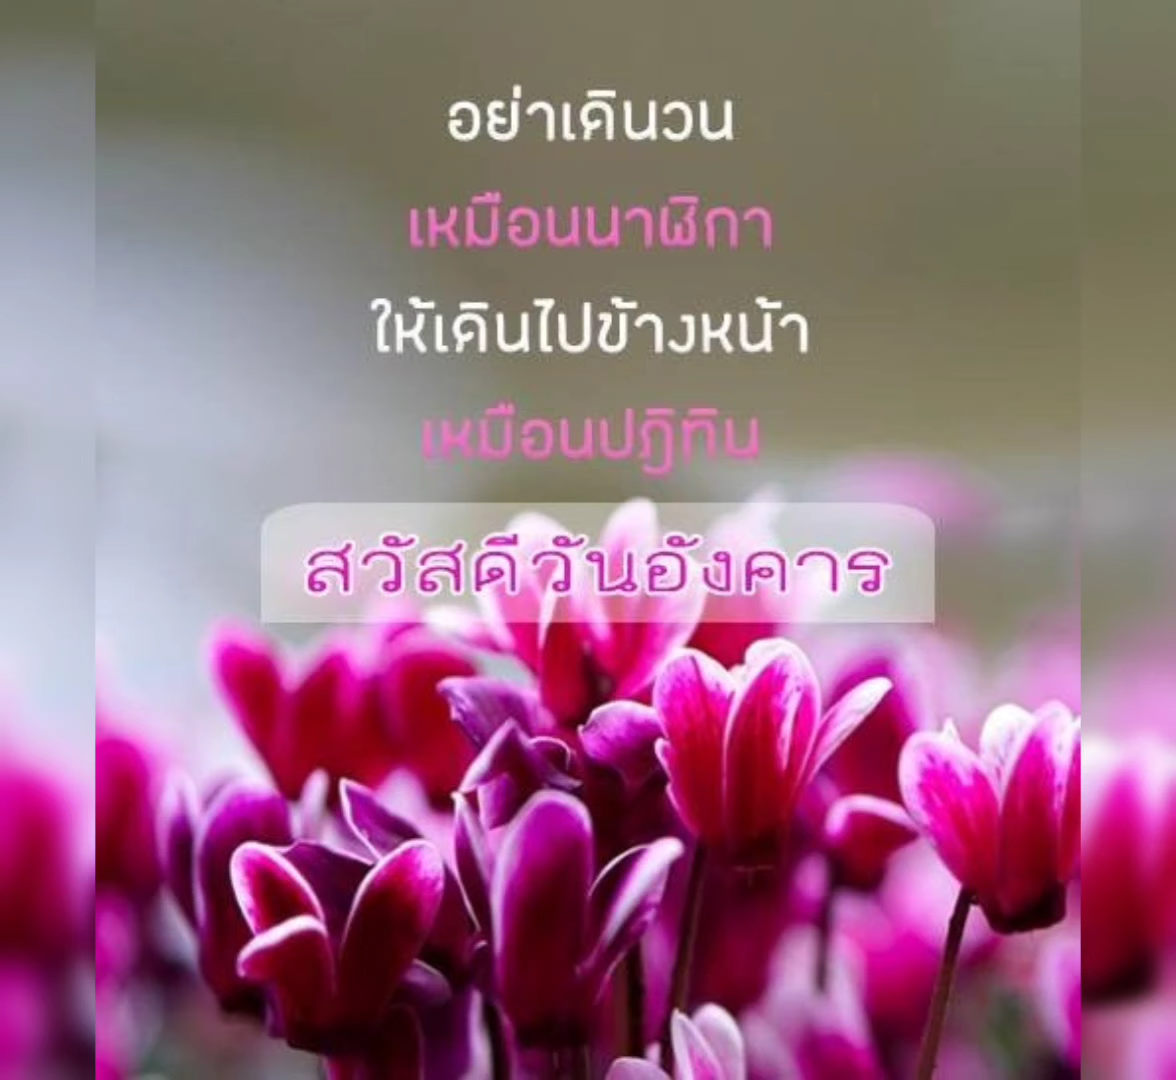 อย่าเดินวน
เหมือนนาฬิกา
ให้เดินไปข้างหน้า
เหมือนปฏิทิน
สวัสดีวันอังคาร